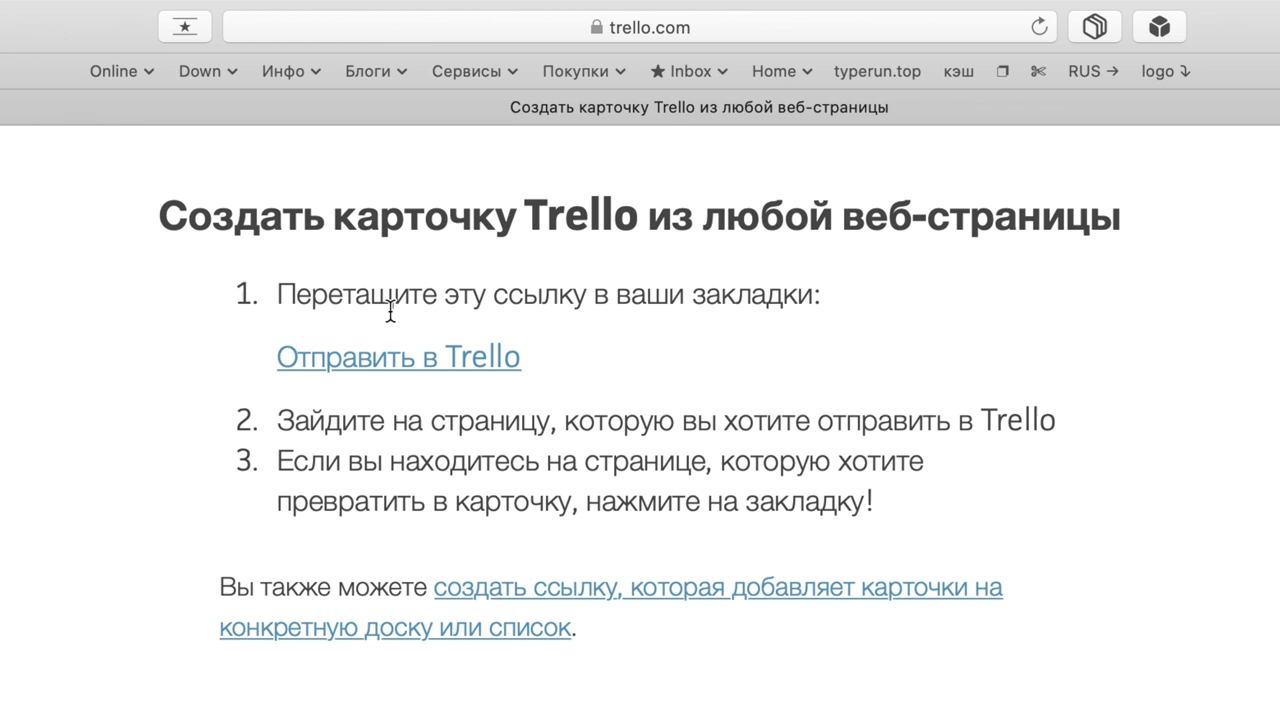 trello.com
Online Down Инфо Блоги Сервисы Покупки ★ Inbox Home typerun.top кэш RUS → logo ⤵
Создать карточку Trello из любой веб-страницы
Создать карточку Trello из любой веб-страницы
1. Перетащите эту ссылку в ваши закладки:
Отправить в Trello
2. Зайдите на страницу, которую вы хотите отправить в Trello
3. Если вы находитесь на странице, которую хотите
превратить в карточку, нажмите на закладку!
Вы также можете создать ссылку, которая добавляет карточки на
конкретную доску или список.